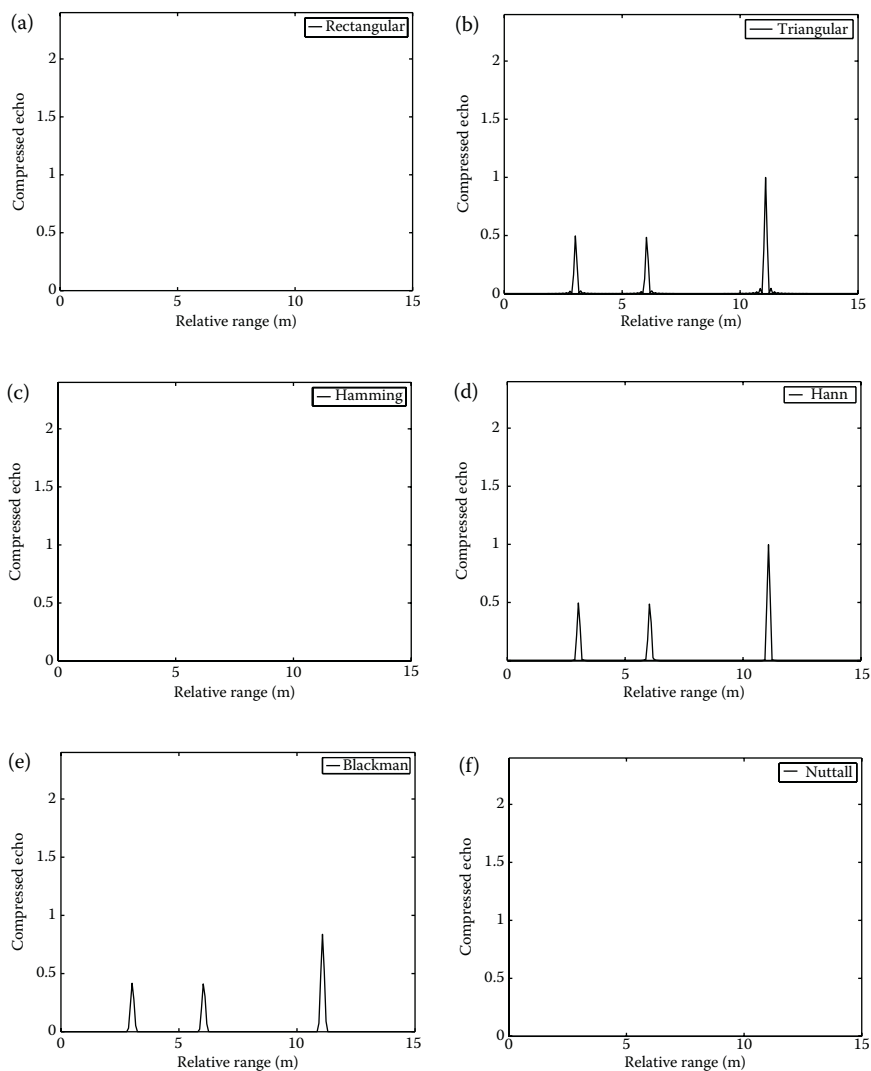 (a)
Rectangular
2
1.5
1
0.5
0
0
5
10
15
Compressed echo
Relative range (m)
(b)
Triangular
2
1.5
1
0.5
0
0
5
10
15
Compressed echo
Relative range (m)
(c)
Hamming
2
1.5
1
0.5
0
0
5
10
15
Compressed echo
Relative range (m)
(d)
Hann
2
1.5
1
0.5
0
5
10
15
Compressed echo
Relative range (m)
(e)
Blackman
2
1.5
1
0.5
0
0
5
10
15
Compressed echo
Relative range (m)
(f)
Nuttall
2
1.5
1
0.5
0
0
5
10
15
Compressed echo
Relative range (m)